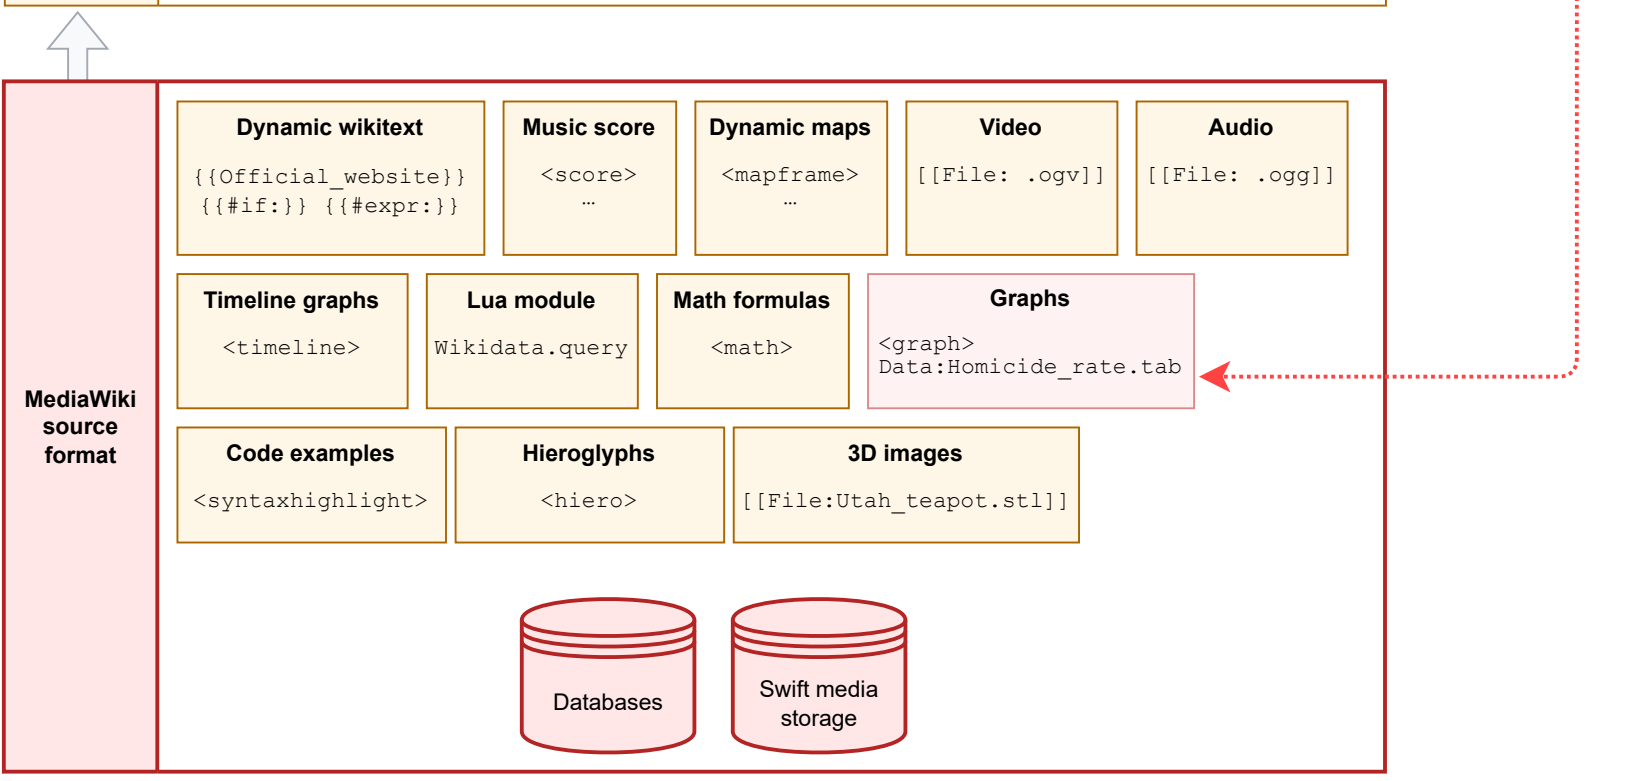 MediaWiki
source
format
Dynamic wikitext
{{Official_website}}
{{#if:}} {{#expr:}}
Music score
<score>
…
Dynamic maps
<mapframe>
…
Video
[[File: .ogv]]
Audio
[[File: .ogg]]
Timeline graphs
<timeline>
Lua module
Wikidata.query
Math formulas
<math>
Graphs
<graph>
Data:Homicide_rate.tab
Code examples
<syntaxhighlight>
Hieroglyphs
<hiero>
3D images
[[File:Utah_teapot.stl]]
Databases
Swift media
storage